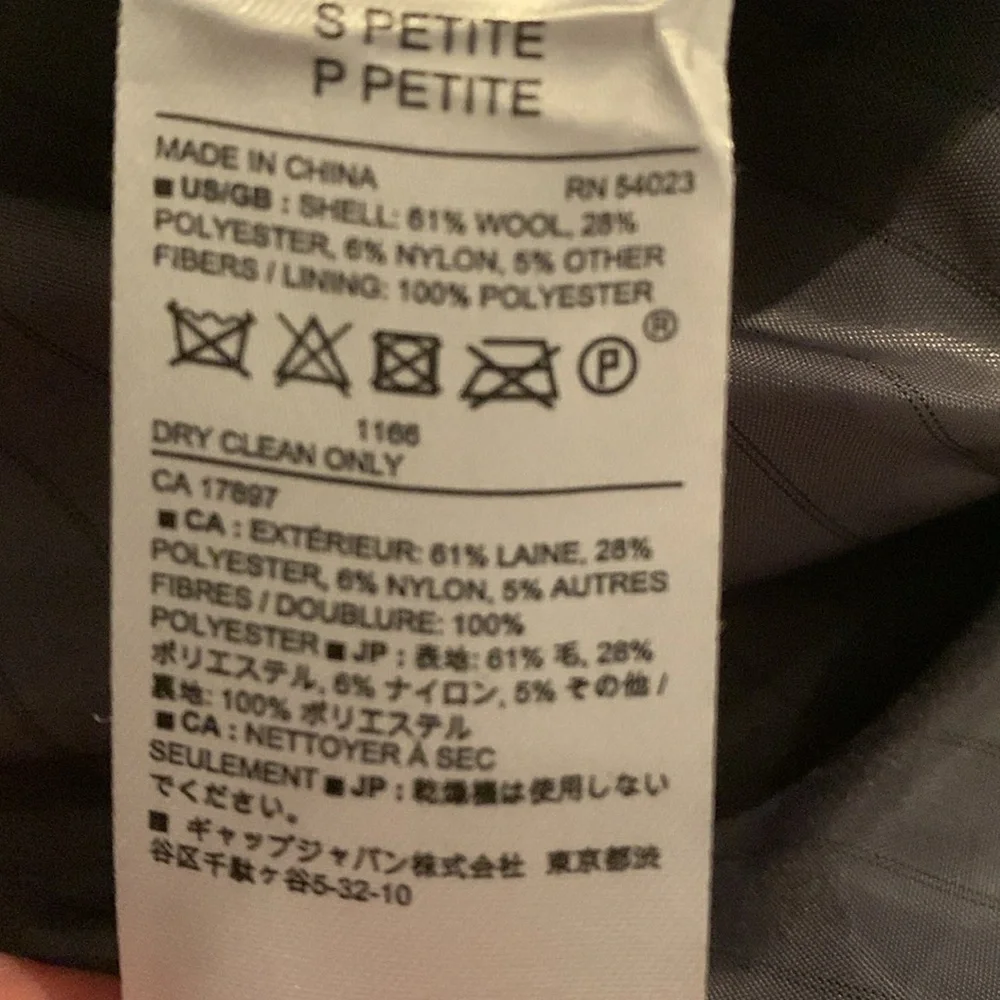 S PETITE
P PETITE
MADE IN CHINA
RN 54023
■ US/GB : SHELL: 61% WOOL, 28%
POLYESTER, 6% NYLON, 5% OTHER
FIBERS / LINING: 100% POLYESTER
®
P
1166
DRY CLEAN ONLY
CA 17897
■ CA : EXTÉRIEUR: 61% LAINE, 28%
POLYESTER, 6% NYLON, 5% AUTRES
FIBRES / DOUBLURE: 100%
POLYESTER ■ JP : 表地: 61% 毛, 28%
ポリエステル, 6% ナイロン, 5% その他 /
裏地: 100% ポリエステル
■ CA : NETTOYER À SEC
SEULEMENT ■ JP : 乾燥機は使用しない
でください。
■ ギャップジャパン株式会社 東京都渋
谷区千駄ケ谷5-32-10